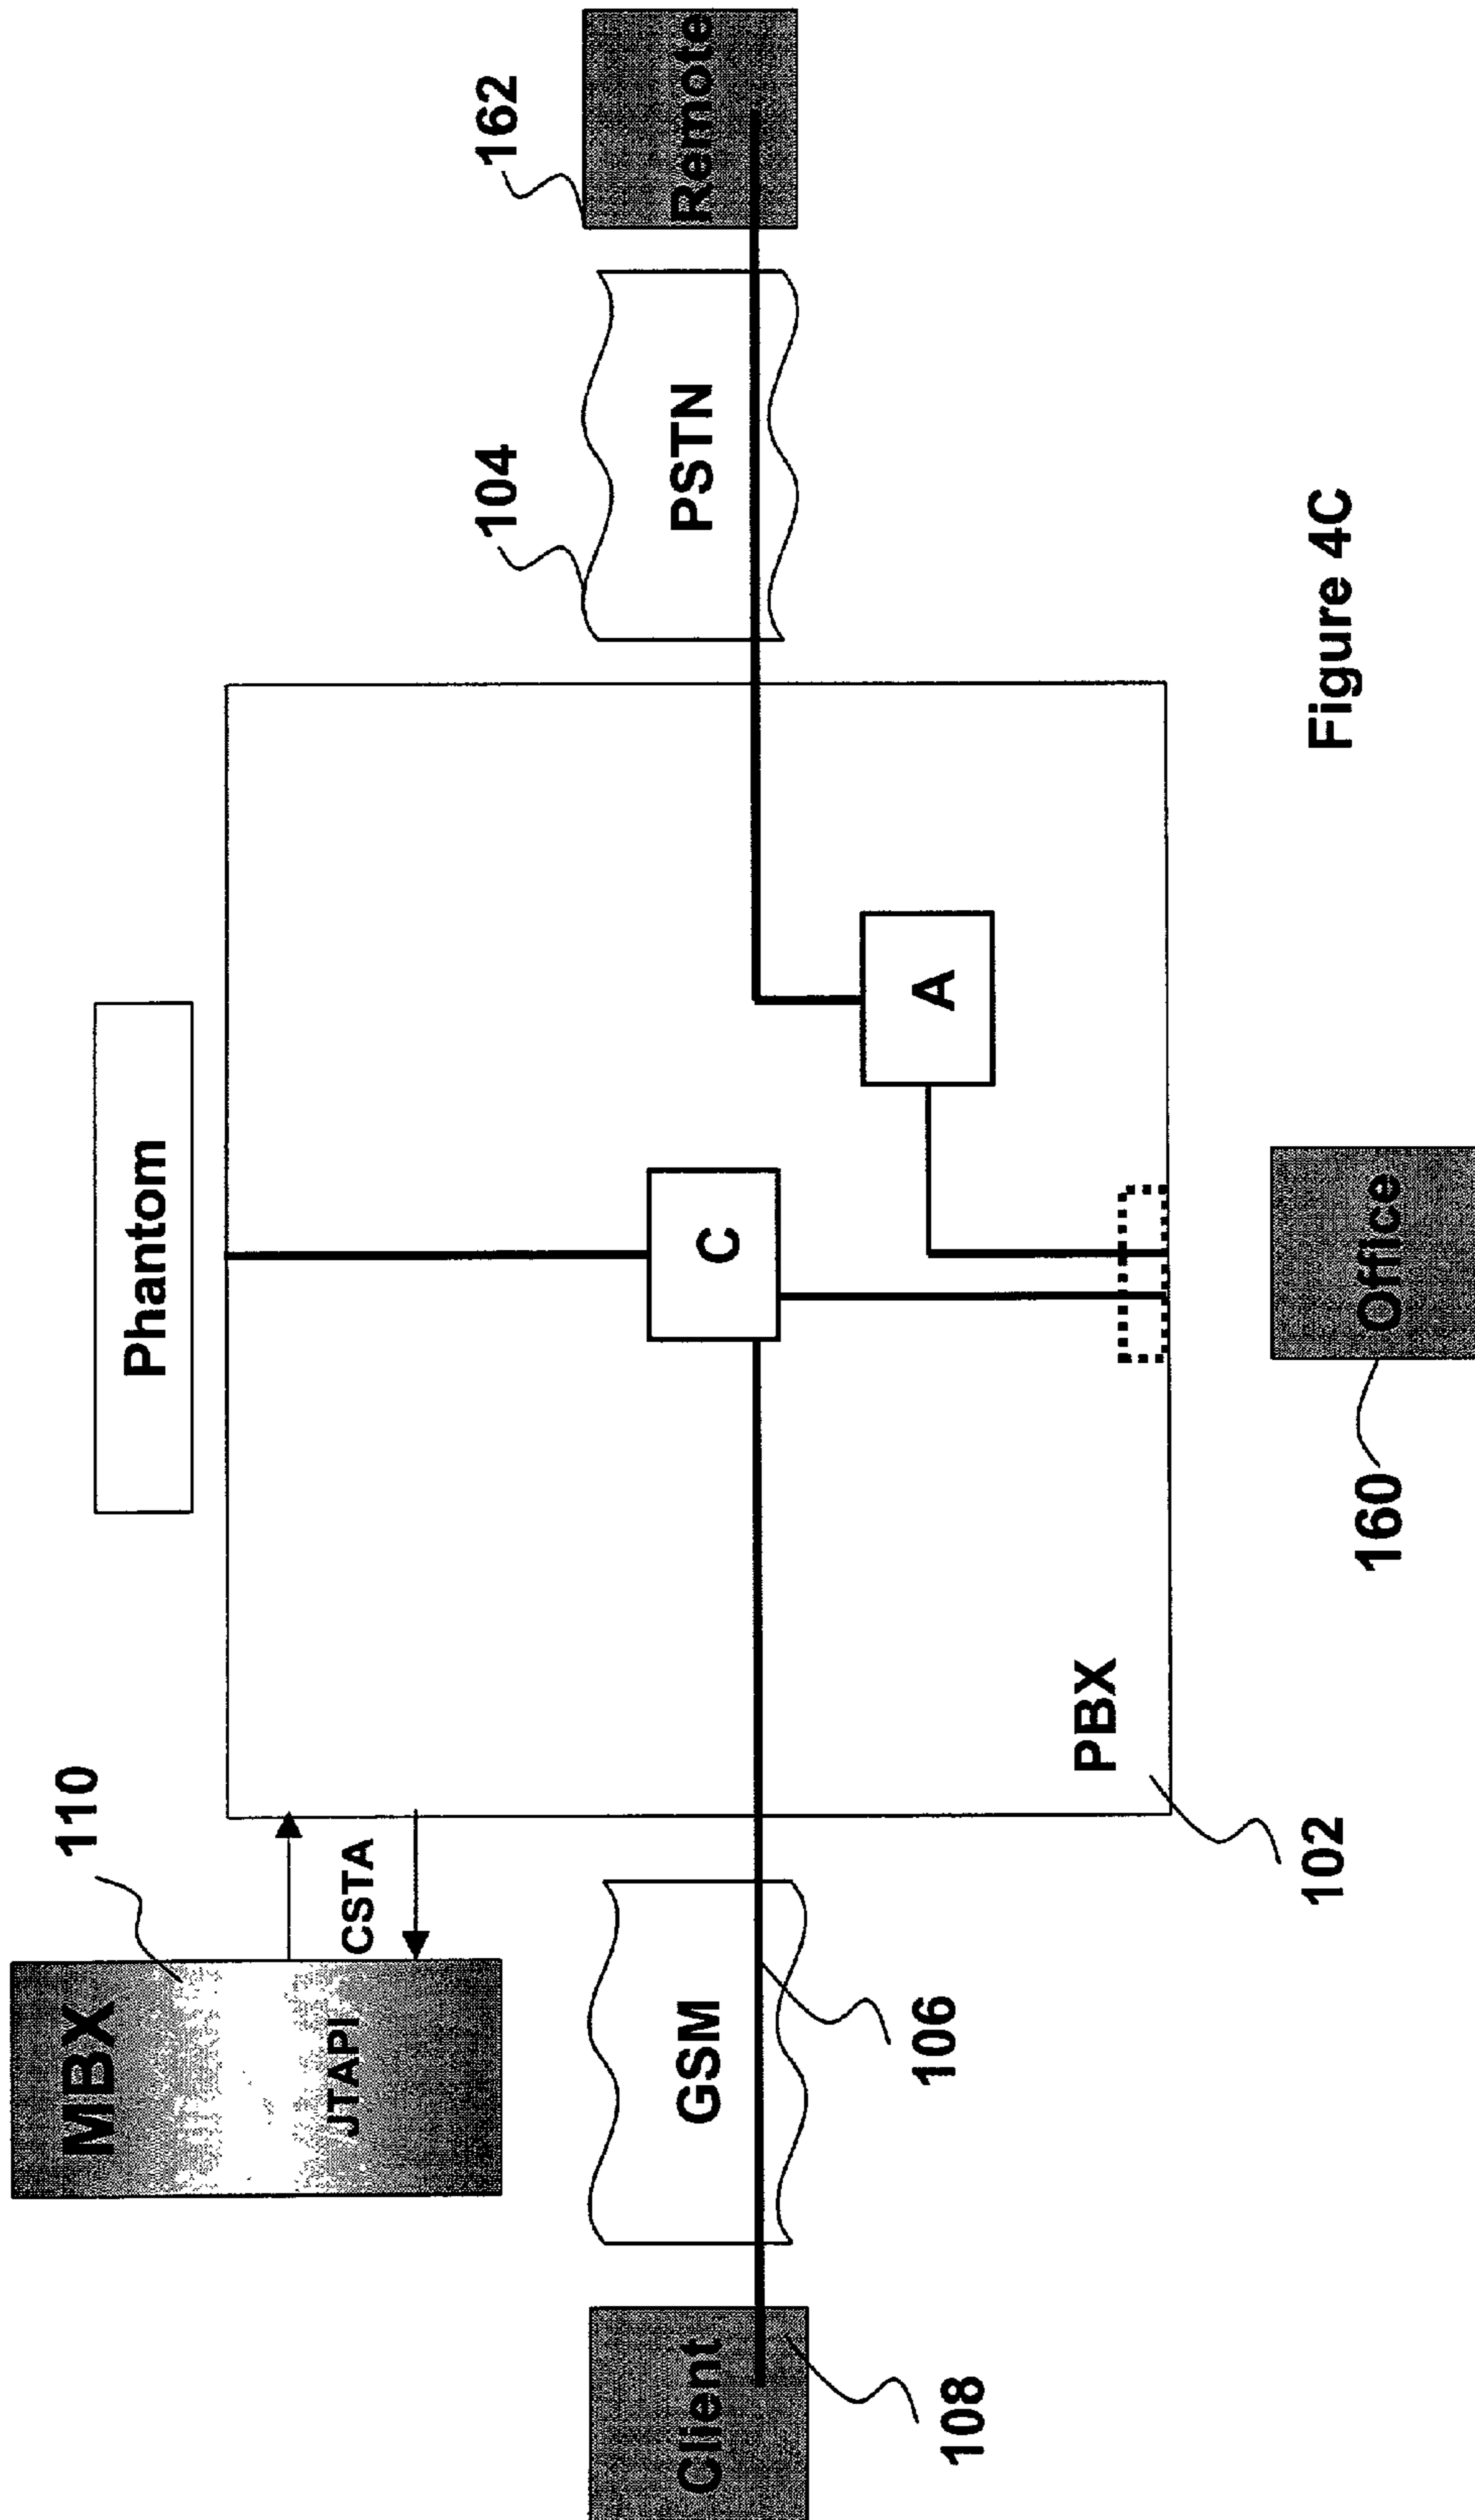 MBX
JTAPI
110
CSTA
Phantom
Client
108
GSM
106
C
A
PBX
102
PSTN
104
Remote
162
Office
160
Figure 4C